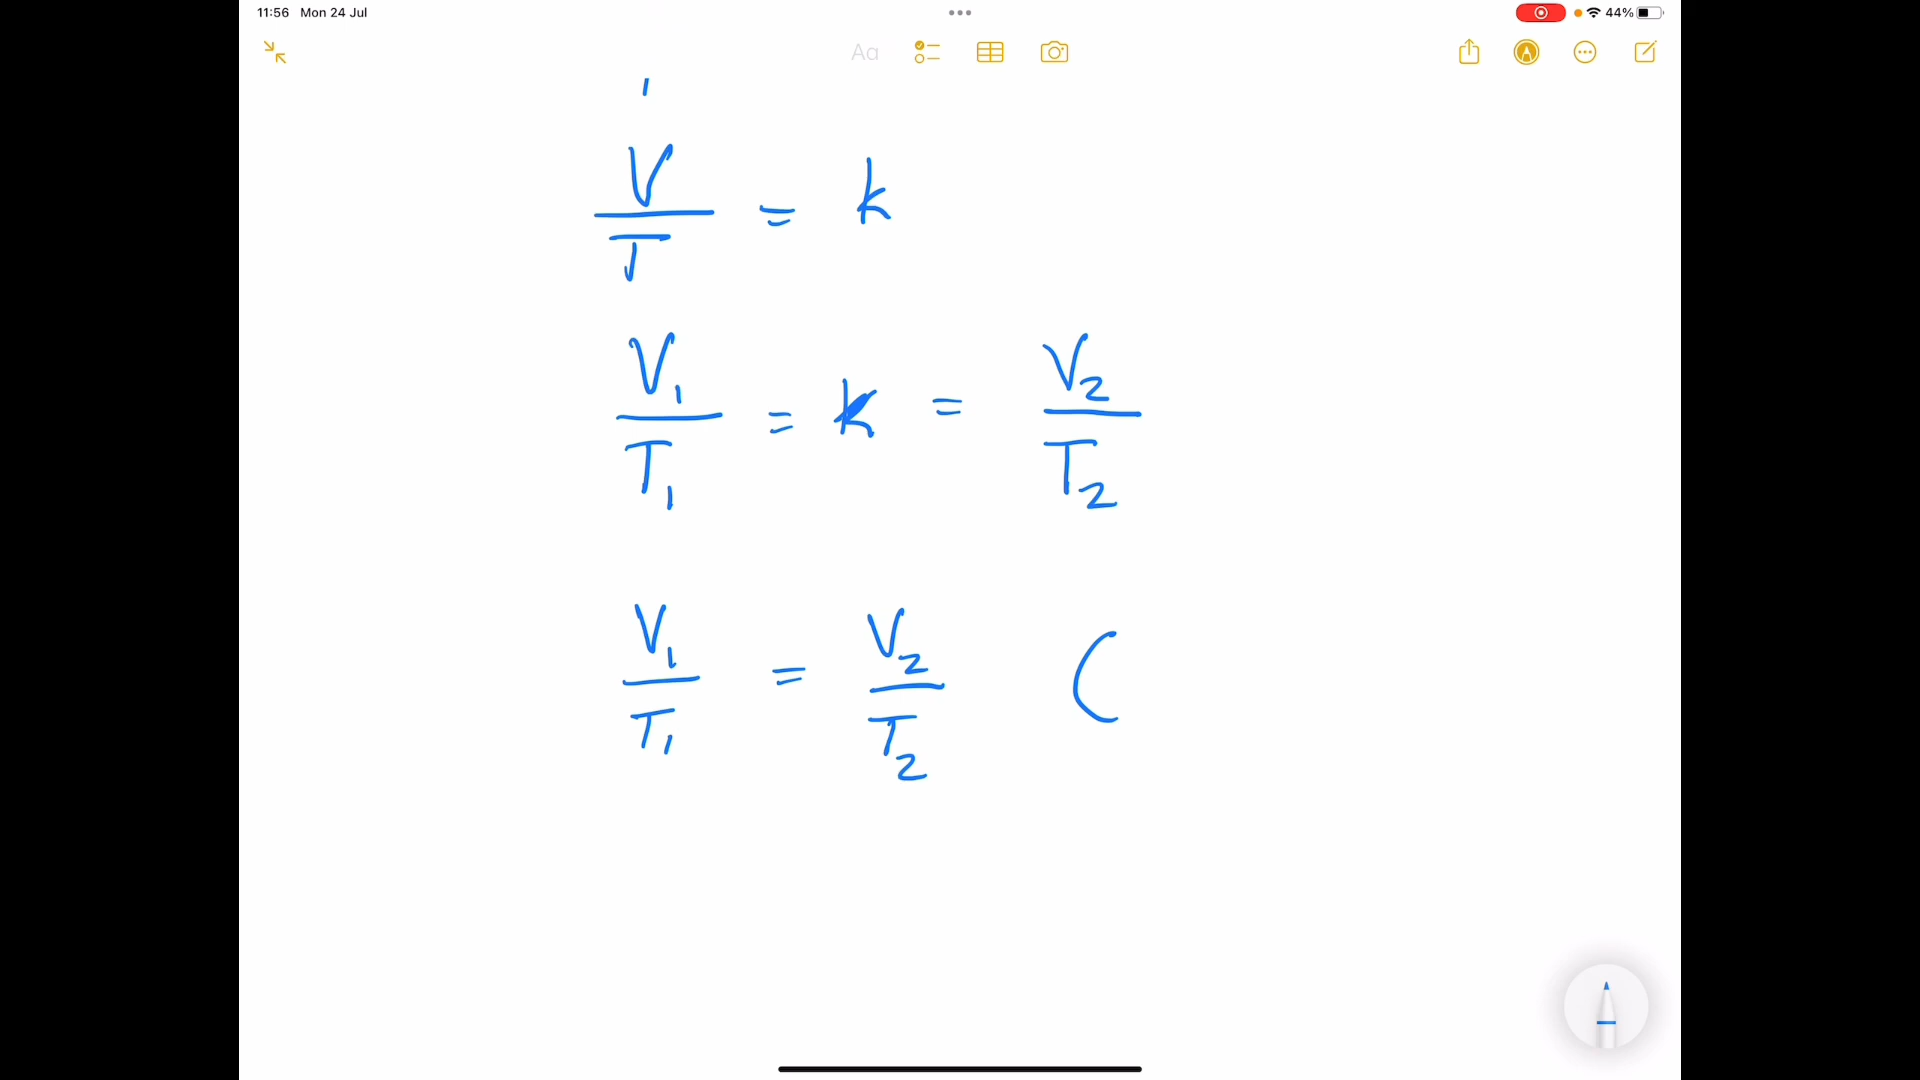 11:56 Mon 24 Jul
44%
Aa
V/T = k
V₁/T₁ = k = V₂/T₂
V₁/T₁ = V₂/T₂ (